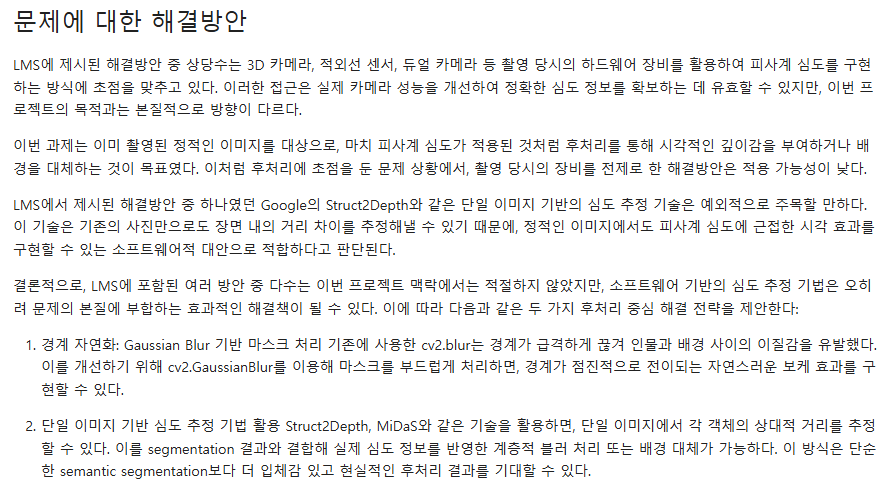 문제에 대한 해결방안
LMS에 제시된 해결방안 중 상당수는 3D 카메라, 적외선 센서, 듀얼 카메라 등 촬영 당시의 하드웨어 장비를 활용하여 피사계 심도를 구현
하는 방식에 초점을 맞추고 있다. 이러한 접근은 실제 카메라 성능을 개선하여 정확한 심도 정보를 확보하는 데 유효할 수 있지만, 이번 프
로젝트의 목적과는 본질적으로 방향이 다르다.
이번 과제는 이미 촬영된 정적인 이미지를 대상으로, 마치 피사계 심도가 적용된 것처럼 후처리를 통해 시각적인 깊이감을 부여하거나 배
경을 대체하는 것이 목표였다. 이처럼 후처리에 초점을 둔 문제 상황에서, 촬영 당시의 장비를 전제로 한 해결방안은 적용 가능성이 낮다.
LMS에서 제시된 해결방안 중 하나였던 Google의 Struct2Depth와 같은 단일 이미지 기반의 심도 추정 기술은 예외적으로 주목할 만하다.
이 기술은 기존의 사진만으로도 장면 내의 거리 차이를 추정해낼 수 있기 때문에, 정적인 이미지에서도 피사계 심도에 근접한 시각 효과를
구현할 수 있는 소프트웨어적 대안으로 적합하다고 판단된다.
결론적으로, LMS에 포함된 여러 방안 중 다수는 이번 프로젝트 맥락에서는 적절하지 않았지만, 소프트웨어 기반의 심도 추정 기법은 오히
려 문제의 본질에 부합하는 효과적인 해결책이 될 수 있다. 이에 따라 다음과 같은 두 가지 후처리 중심 해결 전략을 제안한다:
1. 경계 자연화: Gaussian Blur 기반 마스크 처리 기존에 사용한 cv2.blur는 경계가 급격하게 끊겨 인물과 배경 사이의 이질감을 유발했다.
이를 개선하기 위해 cv2.GaussianBlur를 이용해 마스크를 부드럽게 처리하면, 경계가 점진적으로 전이되는 자연스러운 보케 효과를 구
현할 수 있다.
2. 단일 이미지 기반 심도 추정 기법 활용 Struct2Depth, MiDaS와 같은 기술을 활용하면, 단일 이미지에서 각 객체의 상대적 거리를 추정
할 수 있다. 이를 segmentation 결과와 결합해 실제 심도 정보를 반영한 계층적 블러 처리 또는 배경 대체가 가능하다. 이 방식은 단순
한 semantic segmentation보다 더 입체감 있고 현실적인 후처리 결과를 기대할 수 있다.